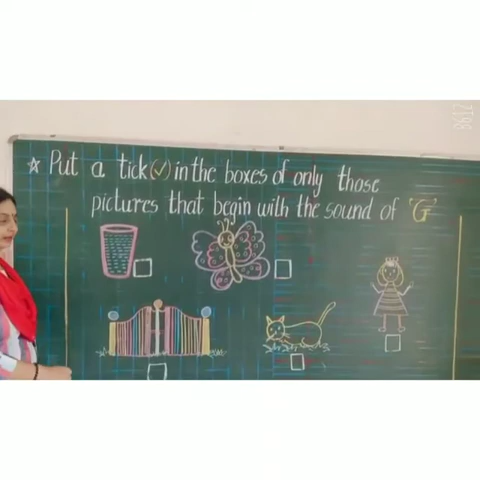 ☆ Put a tick (✓) in the boxes of only those
pictures that begin with the sound of 'G'